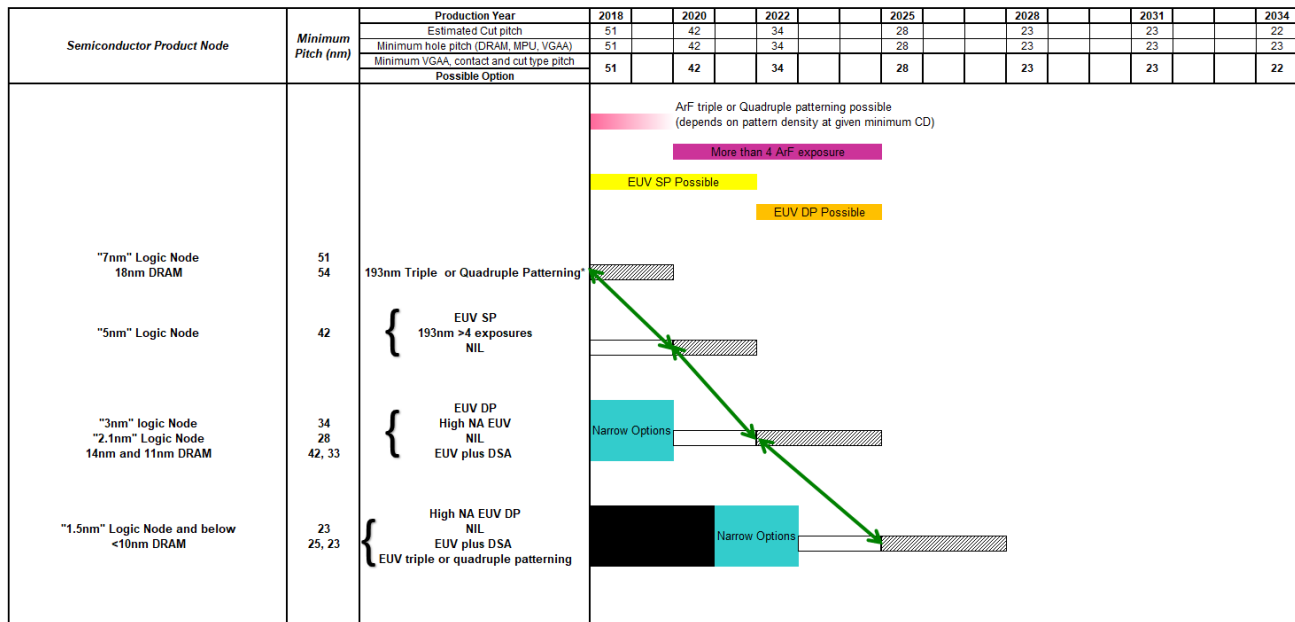 Semiconductor Product Node
Minimum
Pitch (nm)
Production Year 2018 2020 2022 2025 2028 2031 2034
Estimated Cut pitch 51 42 34 28 23 23 22
Minimum hole pitch (DRAM, MPU, VGAA) 51 42 34 28 23 23 23
Minimum VGAA, contact and cut type pitch 51 42 34 28 23 23 22
Possible Option
ArF triple or Quadruple patterning possible
(depends on pattern density at given minimum CD)
More than 4 ArF exposure
EUV SP Possible
EUV DP Possible
"7nm" Logic Node 51
18nm DRAM 54 193nm Triple or Quadruple Patterning*
EUV SP
"5nm" Logic Node 42 193nm >4 exposures
NIL
EUV DP
"3nm" logic Node 34 High NA EUV
Narrow Options
"2.1nm" Logic Node 28 NIL
14nm and 11nm DRAM 42, 33 EUV plus DSA
High NA EUV DP
"1.5nm" Logic Node and below 23 NIL
Narrow Options
<10nm DRAM 25, 23 EUV plus DSA
EUV triple or quadruple patterning